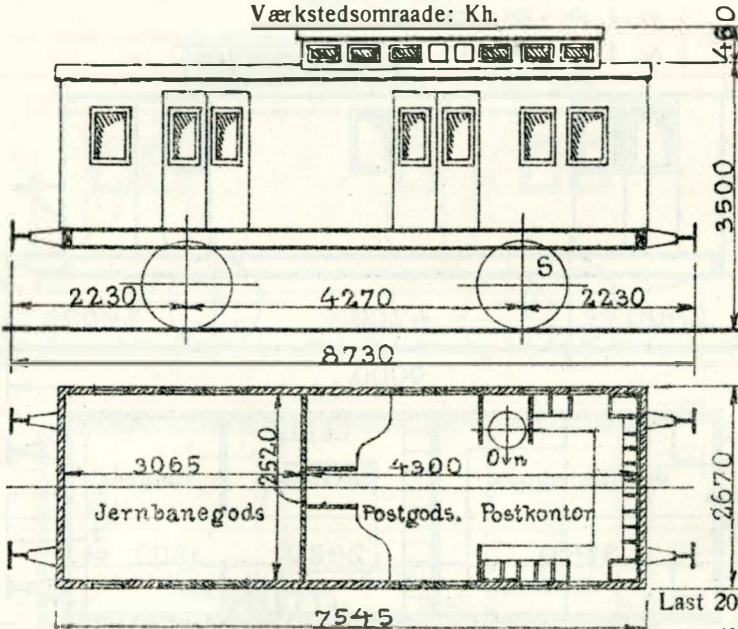 Værkstedsomraade: Kh.
460
3500
S
2230 4270 2230
8730
3065 2520 4300 Ovn 2670
Jernbanegods Postgods. Postkontor
Last 20
7545